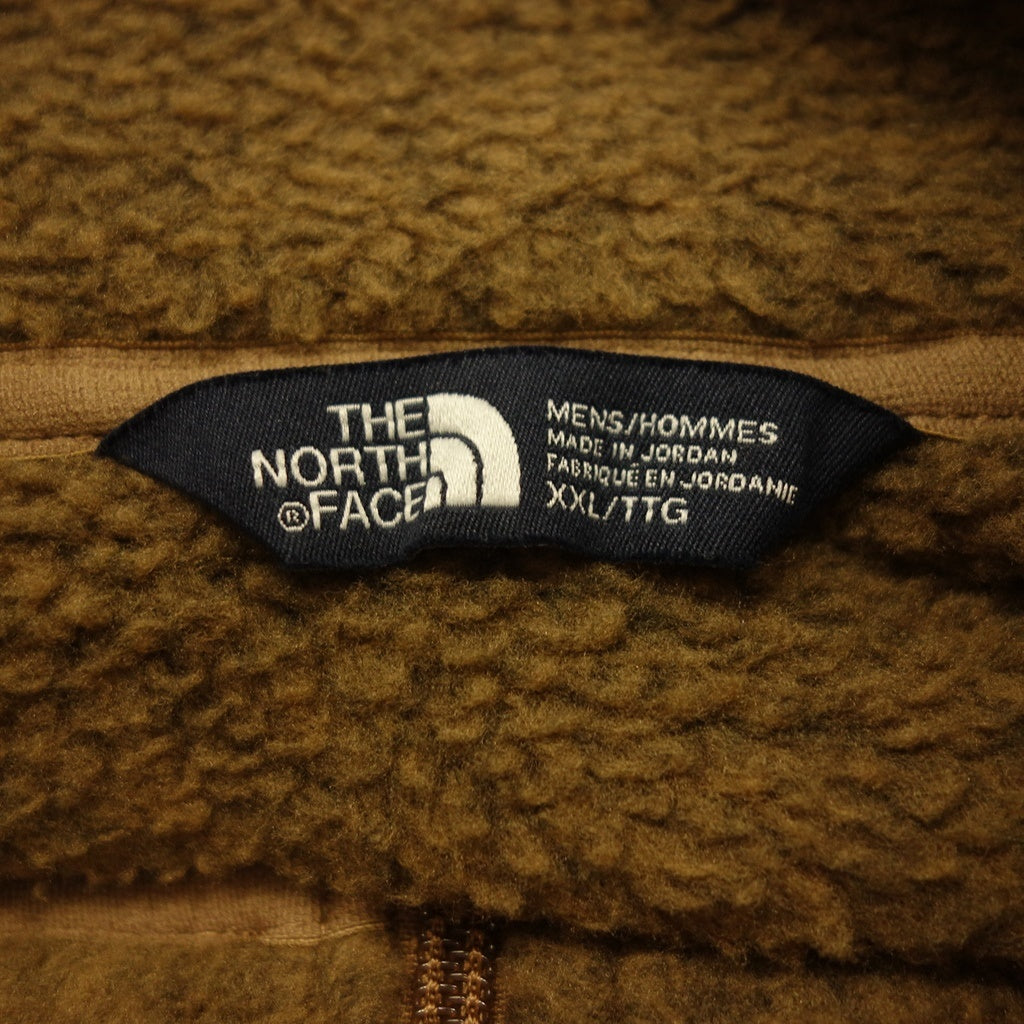 THE
NORTH
®FACE
MENS/HOMMES
MADE IN JORDAN
FABRIQUÉ EN JORDANIE
XXL/TTG